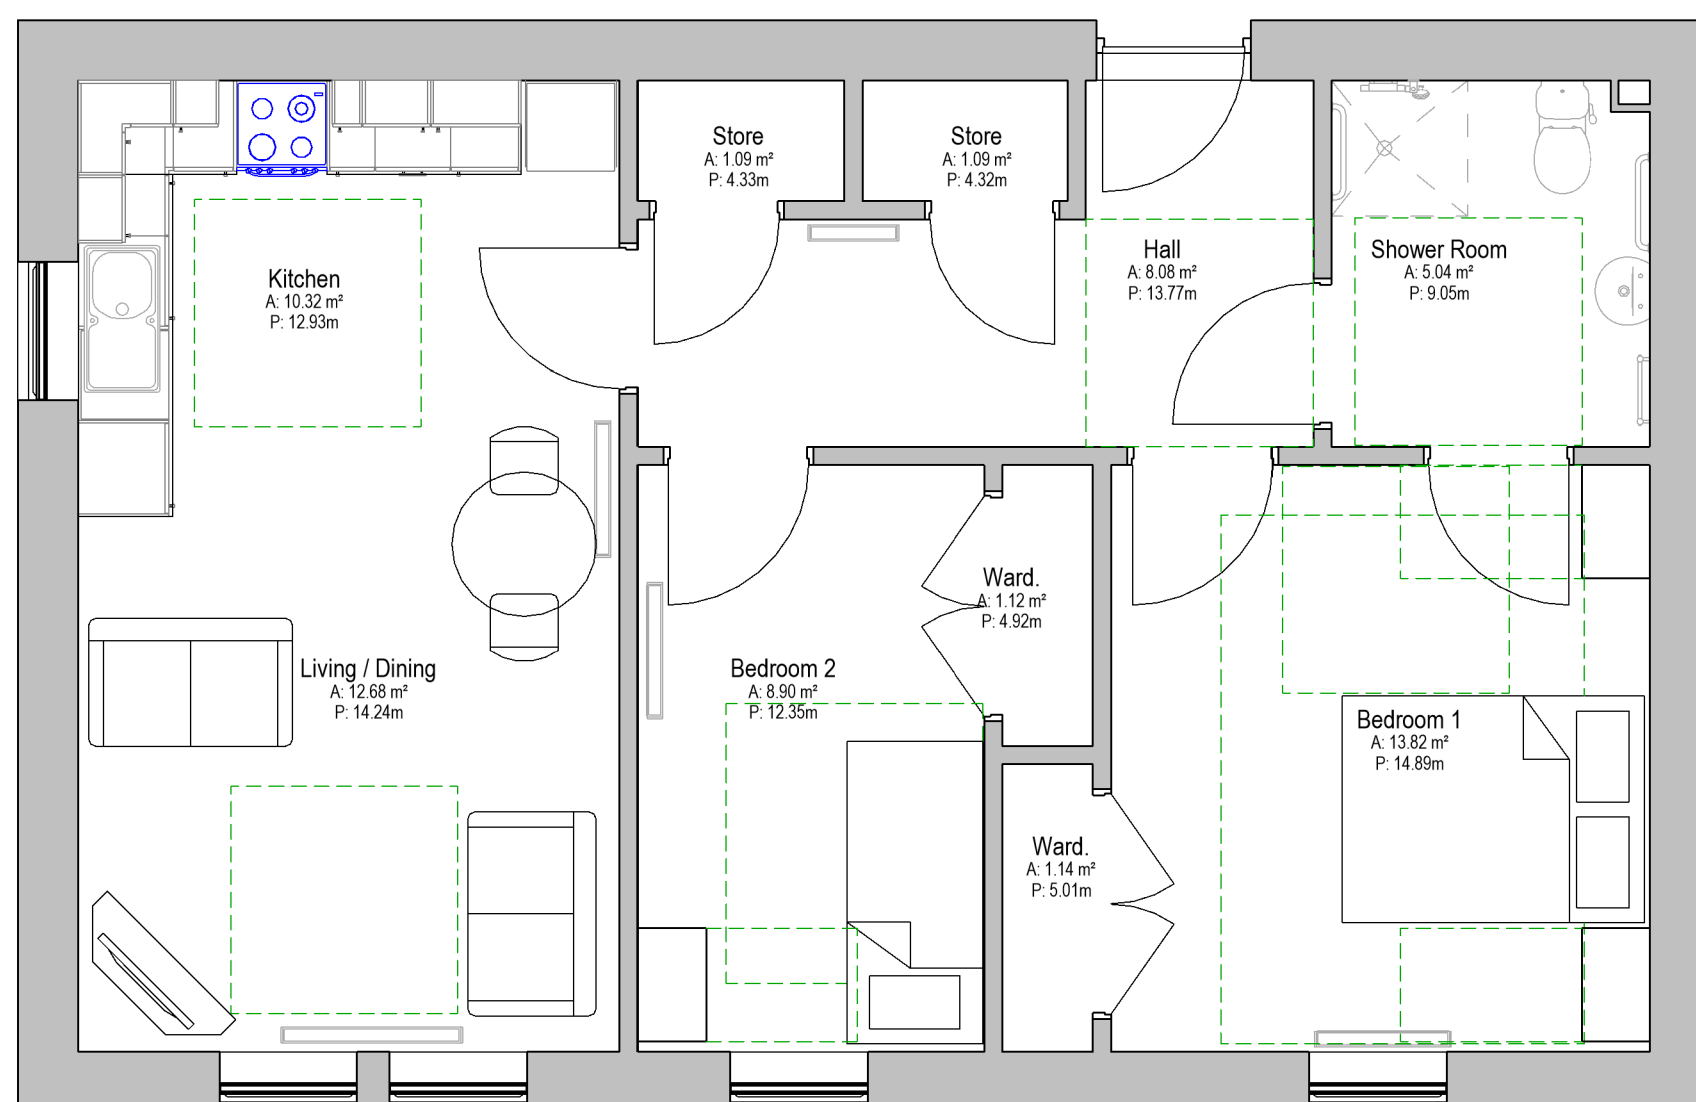 Store
A: 1.09 m²
P: 4.33m
Store
A: 1.09 m²
P: 4.32m
Hall
A: 8.08 m²
P: 13.77m
Shower Room
A: 5.04 m²
P: 9.05m
Kitchen
A: 10.32 m²
P: 12.93m
Ward.
A: 1.12 m²
P: 4.92m
Living / Dining
A: 12.68 m²
P: 14.24m
Bedroom 2
A: 8.90 m²
P: 12.35m
Bedroom 1
A: 13.82 m²
P: 14.89m
Ward.
A: 1.14 m²
P: 5.01m